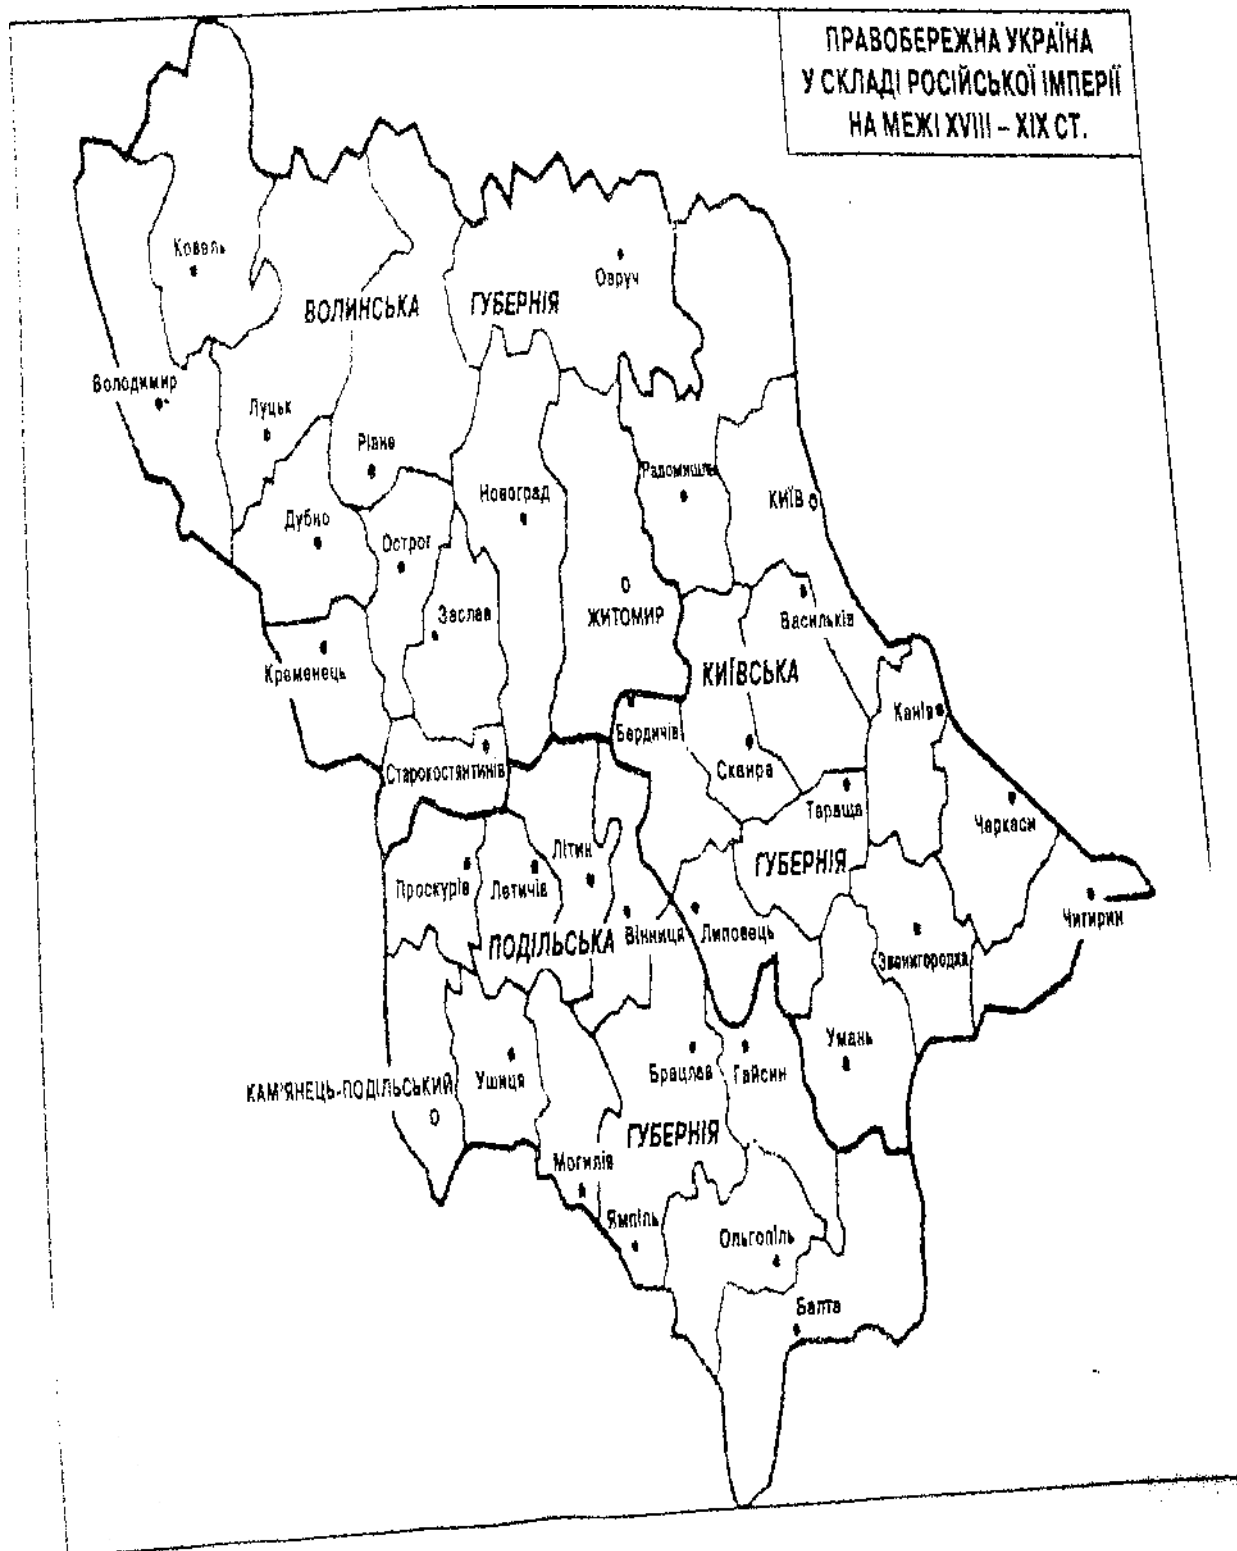 ПРАВОБЕРЕЖНА УКРАЇНА
У СКЛАДІ РОСІЙСЬКОЇ ІМПЕРІЇ
НА МЕЖІ XVIII – XIX СТ.
Ковель
Овруч
ВОЛИНСЬКА ГУБЕРНІЯ
Володимир
Луцьк
Рівне
Радомишль
Новоград
КИЇВ
Дубно
Острог
Заслав
ЖИТОМИР
Васильків
Кременець
КИЇВСЬКА
Канів
Бердичів
Старокостянтинів
Сквира
Тараща
Черкаси
Літин
ГУБЕРНІЯ
Проскурів
Летичів
ПОДІЛЬСЬКА
Вінниця
Липовець
Чигирин
Звенигородка
Умань
КАМ'ЯНЕЦЬ-ПОДІЛЬСЬКИЙ
Ушиця
Брацлав
Гайсин
ГУБЕРНІЯ
Могилів
Ямпіль
Ольгопіль
Балта